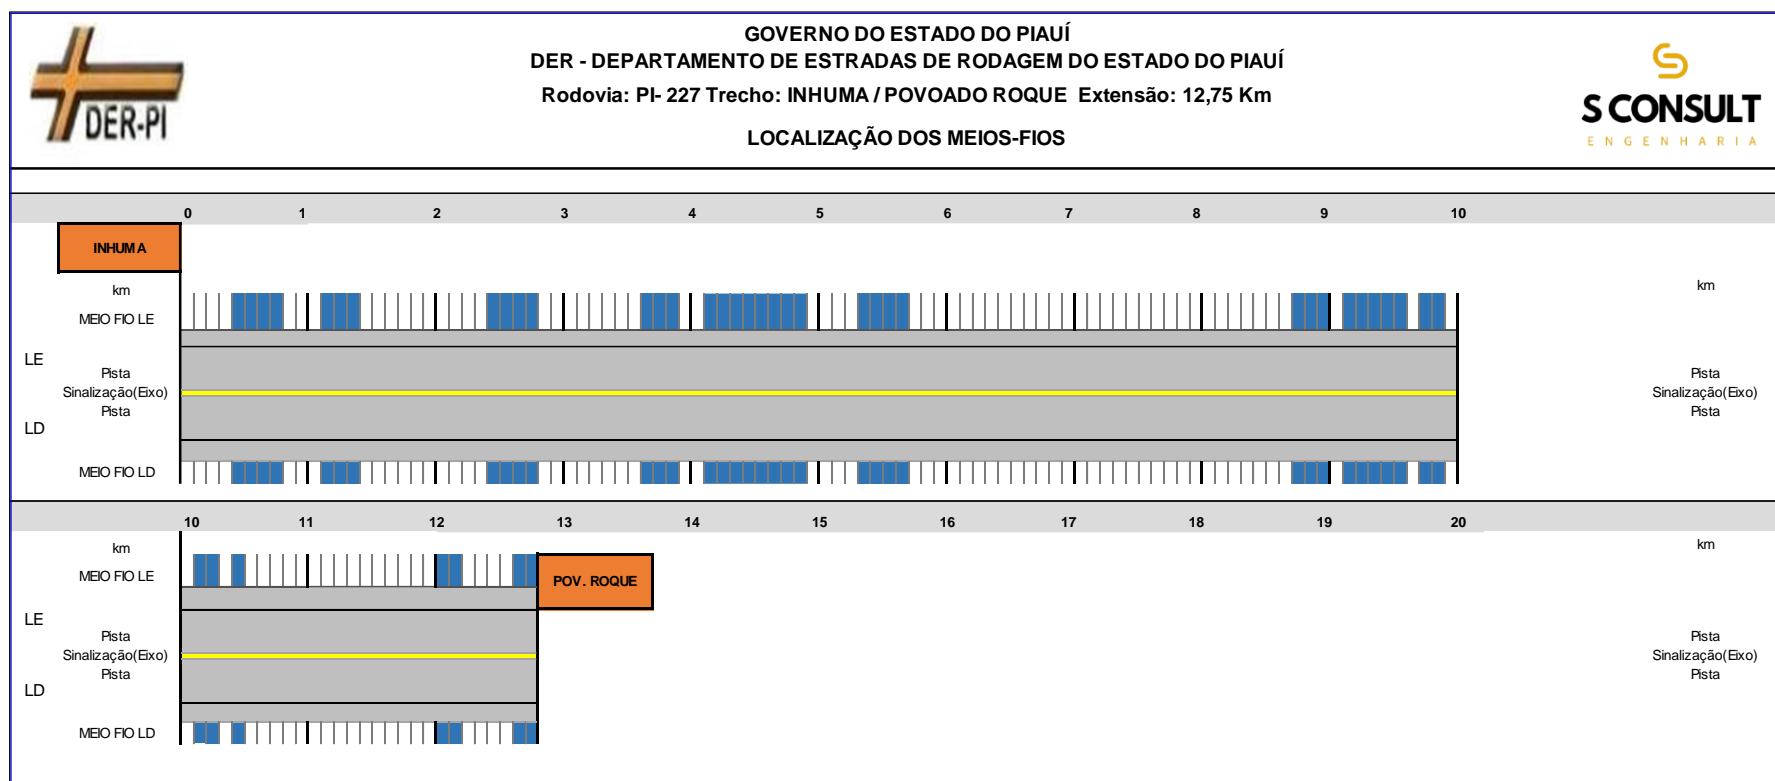 GOVERNO DO ESTADO DO PIAUÍ
DER - DEPARTAMENTO DE ESTRADAS DE RODAGEM DO ESTADO DO PIAUÍ
Rodovia: PI- 227 Trecho: INHUMA / POVOADO ROQUE Extensão: 12,75 Km
LOCALIZAÇÃO DOS MEIOS-FIOS
DER-PI
S CONSULT
ENGENHARIA
0 1 2 3 4 5 6 7 8 9 10
INHUMA
km km
MEIO FIO LE
LE
Pista Pista
Sinalização(Eixo) Sinalização(Eixo)
Pista Pista
LD
MEIO FIO LD
10 11 12 13 14 15 16 17 18 19 20
km km
MEIO FIO LE
POV. ROQUE
LE
Pista Pista
Sinalização(Eixo) Sinalização(Eixo)
Pista Pista
LD
MEIO FIO LD